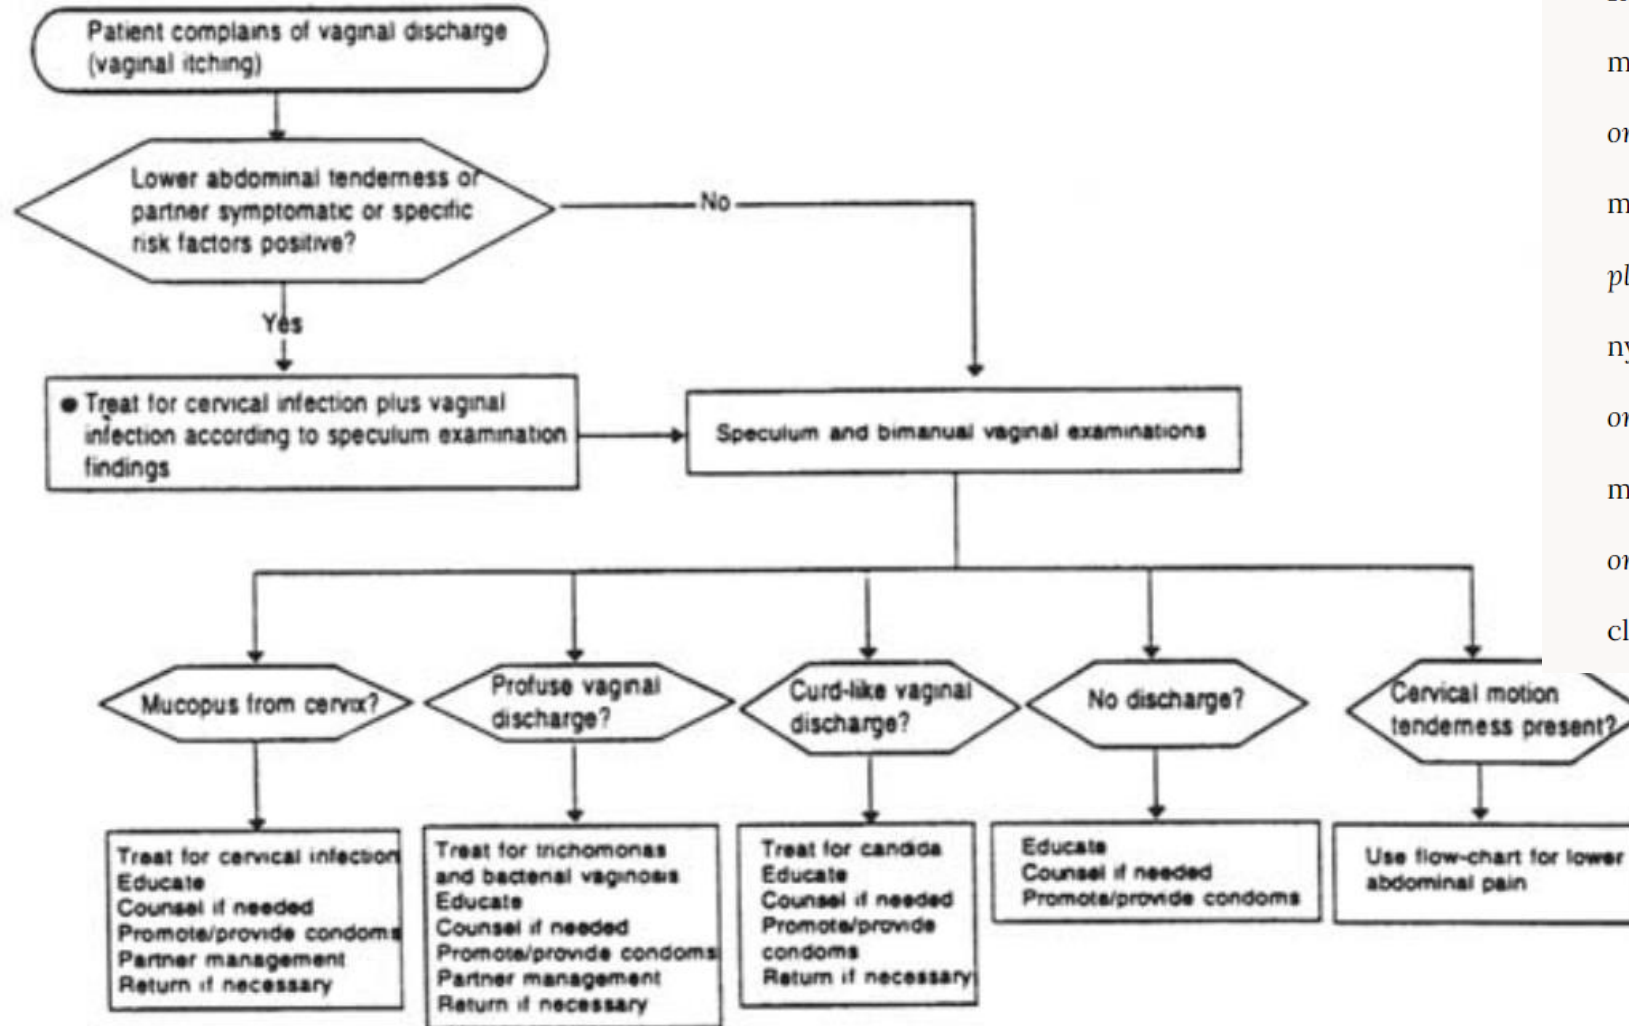 Patient complains of vaginal discharge
(vaginal itching)
Lower abdominal tenderness or
partner symptomatic or specific
risk factors positive?
No
Yes
● Treat for cervical infection plus vaginal
infection according to speculum examination
findings
Speculum and bimanual vaginal examinations
Mucopus from cervix?
Profuse vaginal
discharge?
Curd-like vaginal
discharge?
No discharge?
Cervical motion
tenderness present?
Treat for cervical infection
Educate
Counsel if needed
Promote/provide condoms
Partner management
Return if necessary
Treat for trichomonas
and bacterial vaginosis
Educate
Counsel if needed
Promote/provide condoms
Partner management
Return if necessary
Treat for candida
Educate
Counsel if needed
Promote/provide
condoms
Return if necessary
Educate
Counsel if needed
Promote/provide condoms
Use flow-chart for lower
abdominal pain
m
or
m
pl
ny
or
m
or
cl